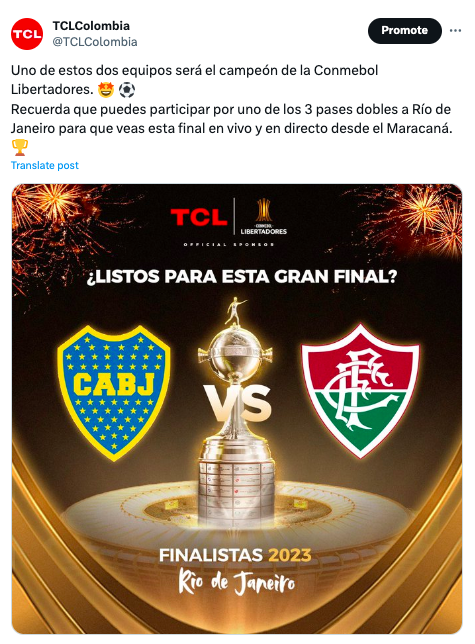 TCLColombia
@TCLColombia
Promote
Uno de estos dos equipos será el campeón de la Conmebol
Libertadores. 🤩 ⚽
Recuerda que puedes participar por uno de los 3 pases dobles a Río de
Janeiro para que veas esta final en vivo y en directo desde el Maracaná.
🏆
Translate post
TCL
CONMEBOL
LIBERTADORES
OFFICIAL SPONSOR
¿LISTOS PARA ESTA GRAN FINAL?
CABJ
VS
FFC
FINALISTAS 2023
Río de Janeiro